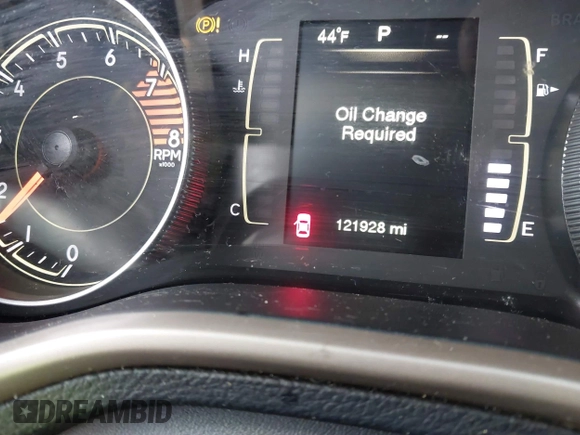 44°F P --
Oil Change
Required
121928 mi
H
C
F
E
(P)!
4 5 6 7 8
2 1 0
RPM
x1000
DREAMBID